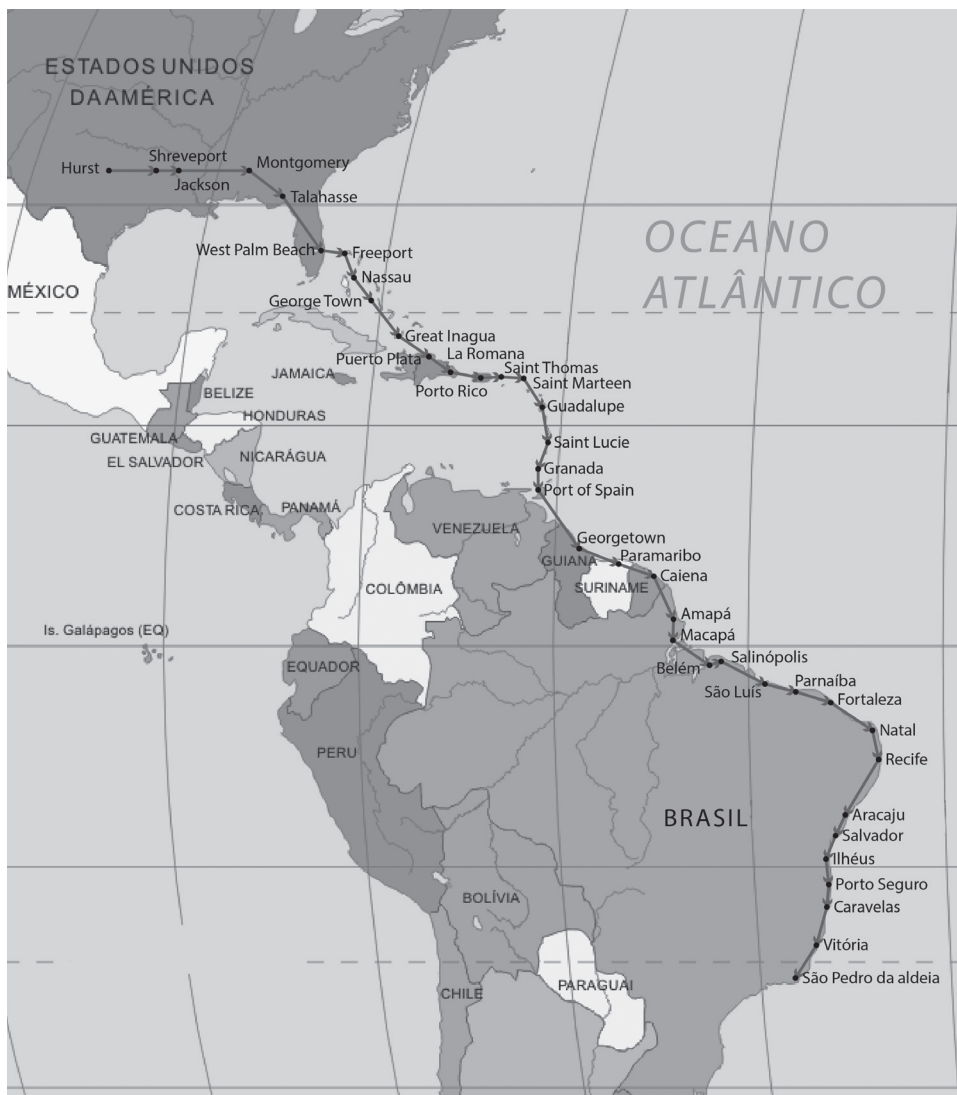 ESTADOS UNIDOS
DAAMÉRICA
Hurst
Shreveport
Jackson
Montgomery
Talahasse
West Palm Beach
Freeport
Nassau
George Town
Great Inagua
Puerto Plata
La Romana
Porto Rico
Saint Thomas
Saint Marteen
Guadalupe
Saint Lucie
Granada
Port of Spain
OCEANO
ATLÂNTICO
MÉXICO
JAMAICA
BELIZE
HONDURAS
GUATEMALA
EL SALVADOR
NICARÁGUA
COSTA RICA
PANAMÁ
VENEZUELA
COLÔMBIA
Georgetown
GUIANA
Paramaribo
SURINAME
Caiena
Amapá
Macapá
Is. Galápagos (EQ)
EQUADOR
Belém
Salinópolis
São Luís
Parnaíba
Fortaleza
Natal
Recife
PERU
BRASIL
Aracaju
Salvador
Ilhéus
Porto Seguro
Caravelas
BOLÍVIA
Vitória
São Pedro da aldeia
PARAGUAI
CHILE